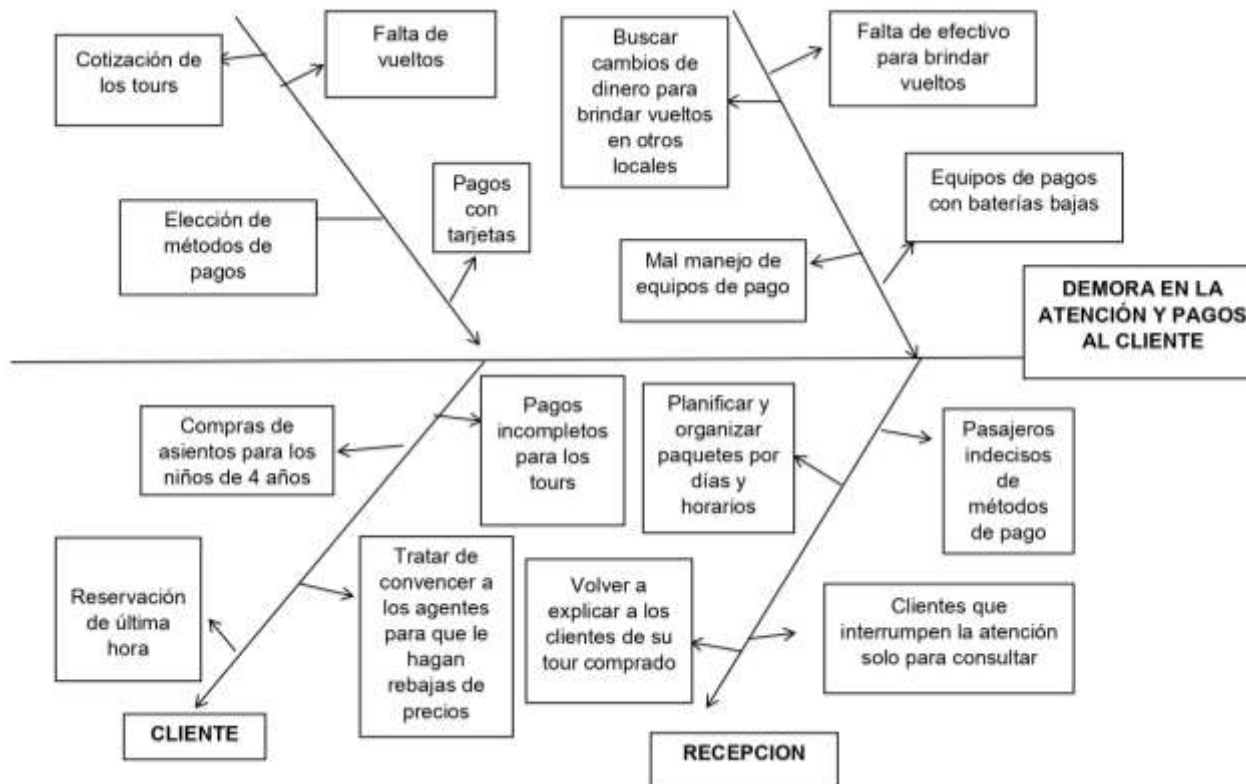 Cotización de
los tours
Falta de
vueltos
Elección de
métodos de
pagos
Pagos
con
tarjetas
Buscar
cambios de
dinero para
brindar vueltos
en otros
locales
Falta de efectivo
para brindar
vueltos
Mal manejo de
equipos de pago
Equipos de pagos
con baterías bajas
DEMORA EN LA
ATENCIÓN Y PAGOS
AL CLIENTE
Compras de
asientos para los
niños de 4 años
Pagos
incompletos
para los
tours
Reservación
de última
hora
Tratar de
convencer a
los agentes
para que le
hagan
rebajas de
precios
CLIENTE
Planificar y
organizar
paquetes por
días y
horarios
Pasajeros
indecisos
de
métodos
de pago
Volver a
explicar a los
clientes de su
tour comprado
Clientes que
interrumpen la atención
solo para consultar
RECEPCION